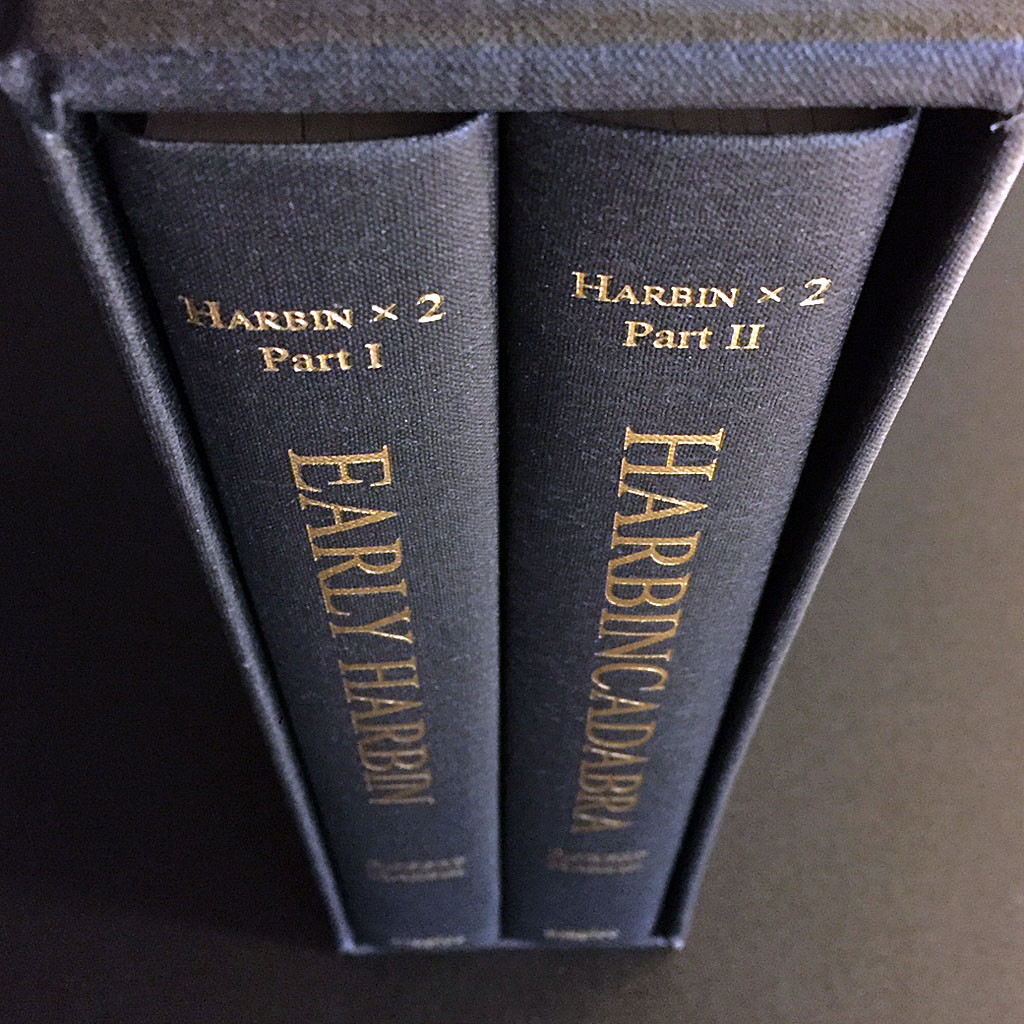 HARBIN × 2
Part I
EARLY HARBIN
HARBIN × 2
Part II
HARBINCADABRA